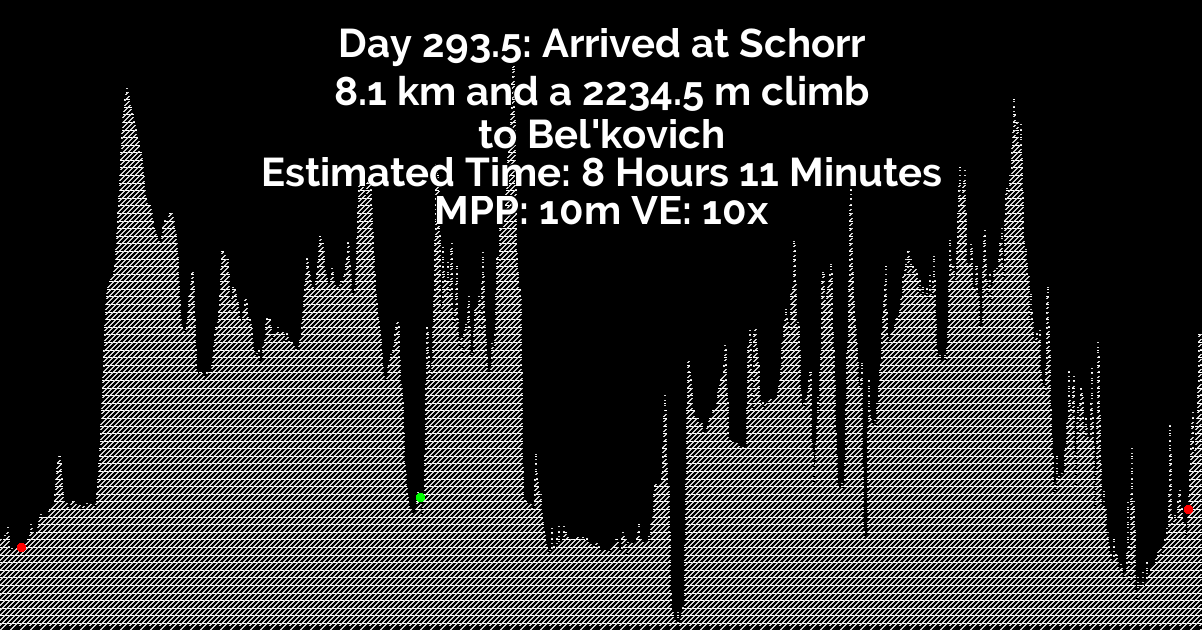 Day 293.5: Arrived at Schorr
8.1 km and a 2234.5 m climb
to Bel'kovich
Estimated Time: 8 Hours 11 Minutes
MPP: 10m VE: 10x